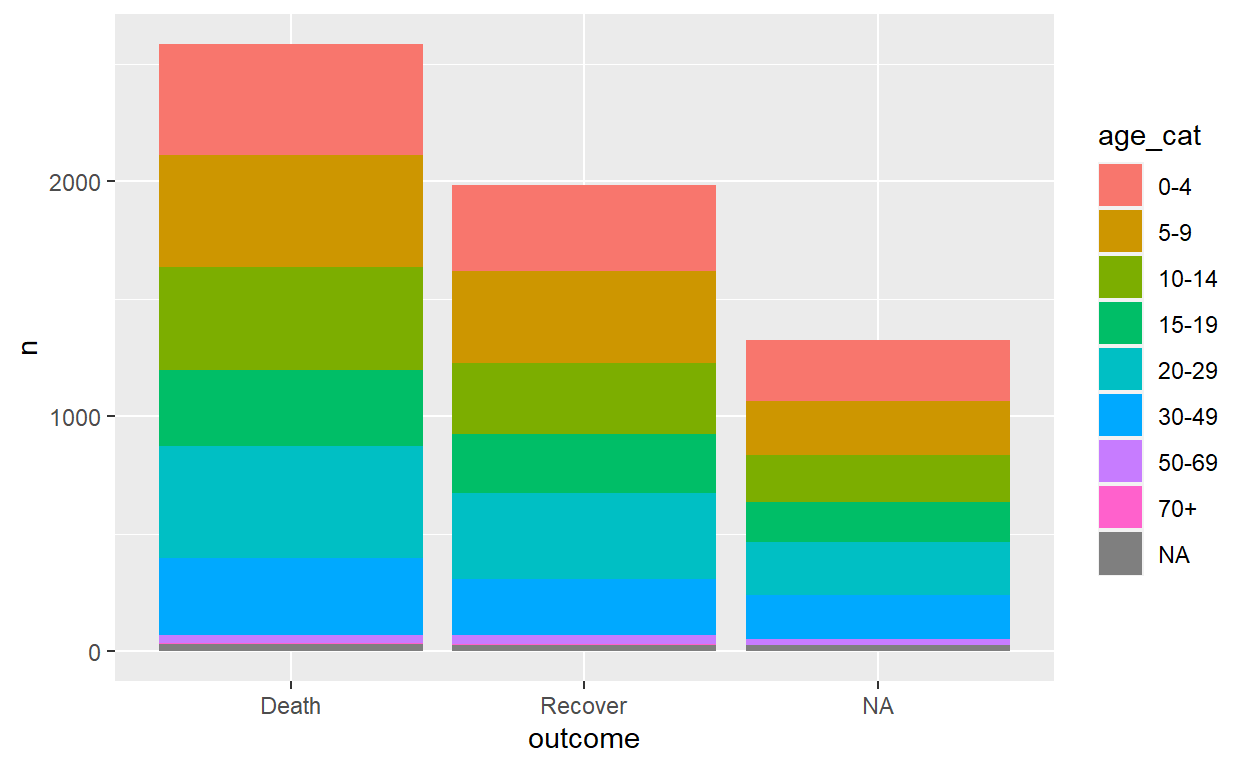 n
2000
1000
0
Death
Recover
NA
outcome
age_cat
0-4
5-9
10-14
15-19
20-29
30-49
50-69
70+
NA